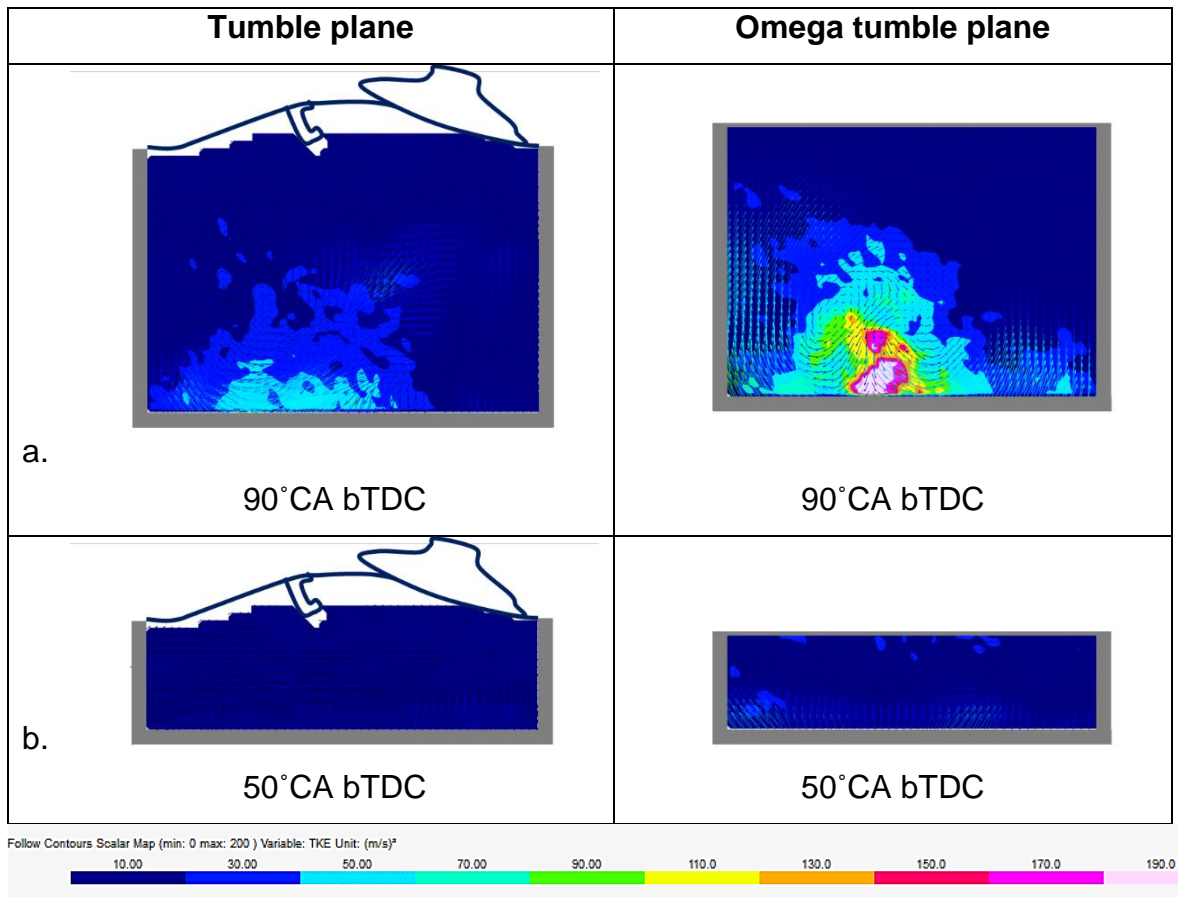 Tumble plane
Omega tumble plane
a.
90˚CA bTDC
90˚CA bTDC
b.
50˚CA bTDC
50˚CA bTDC
Follow Contours Scalar Map (min: 0 max: 200 ) Variable: TKE Unit: (m/s)²
10.00 30.00 50.00 70.00 90.00 110.0 130.0 150.0 170.0 190.0